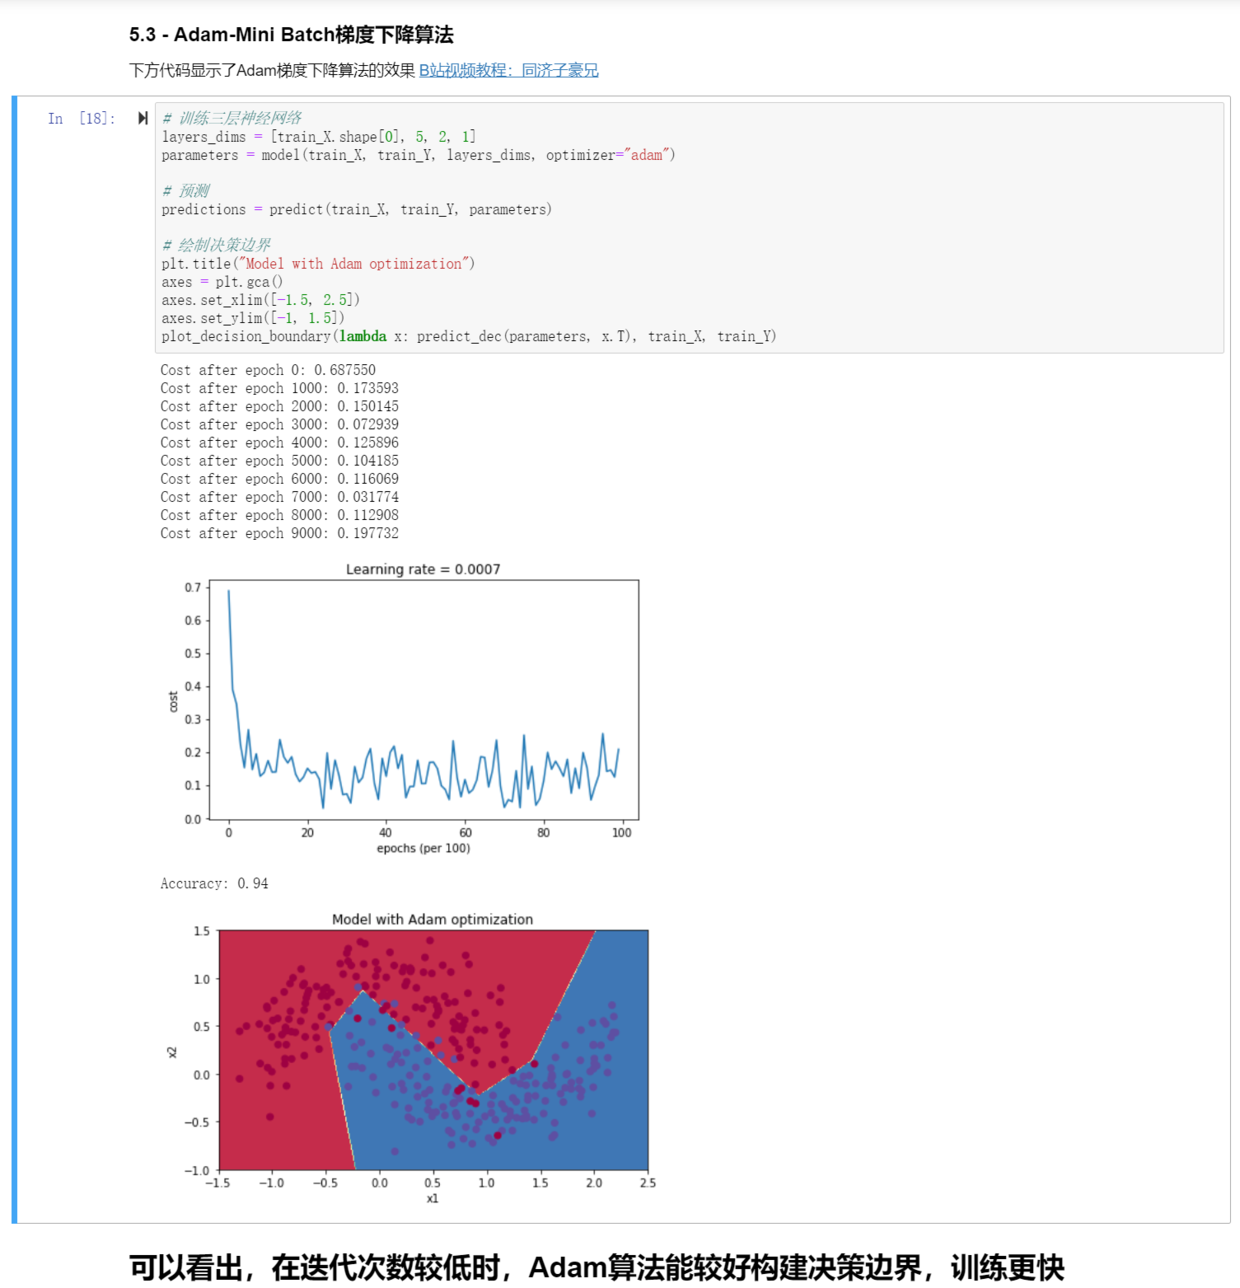 5.3 - Adam-Mini Batch梯度下降算法
下方代码显示了Adam梯度下降算法的效果 B站视频教程：同济子豪兄
In [18]:
# 训练三层神经网络
layers_dims = [train_X.shape[0], 5, 2, 1]
parameters = model(train_X, train_Y, layers_dims, optimizer="adam")
# 预测
predictions = predict(train_X, train_Y, parameters)
# 绘制决策边界
plt.title("Model with Adam optimization")
axes = plt.gca()
axes.set_xlim([-1.5, 2.5])
axes.set_ylim([-1, 1.5])
plot_decision_boundary(lambda x: predict_dec(parameters, x.T), train_X, train_Y)
Cost after epoch 0: 0.687550
Cost after epoch 1000: 0.173593
Cost after epoch 2000: 0.150145
Cost after epoch 3000: 0.072939
Cost after epoch 4000: 0.125896
Cost after epoch 5000: 0.104185
Cost after epoch 6000: 0.116069
Cost after epoch 7000: 0.031774
Cost after epoch 8000: 0.112908
Cost after epoch 9000: 0.197732
Learning rate = 0.0007
0.7
0.6
0.5
0.4
0.3
0.2
0.1
0.0
cost
0 20 40 60 80 100
epochs (per 100)
Accuracy: 0.94
Model with Adam optimization
1.5
1.0
0.5
0.0
−0.5
−1.0
x2
−1.5 −1.0 −0.5 0.0 0.5 1.0 1.5 2.0 2.5
x1
可以看出，在迭代次数较低时，Adam算法能较好构建决策边界，训练更快